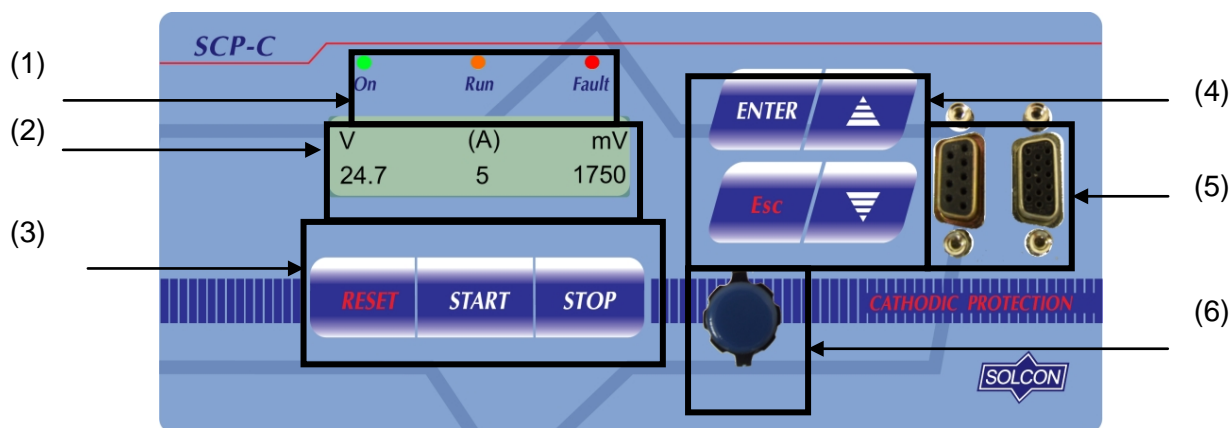 SCP-C
(1)
On Run Fault
(2)
V (A) mV
24.7 5 1750
(3)
RESET START STOP
ENTER
Esc
(4)
(5)
(6)
CATHODIC PROTECTION
SOLCON